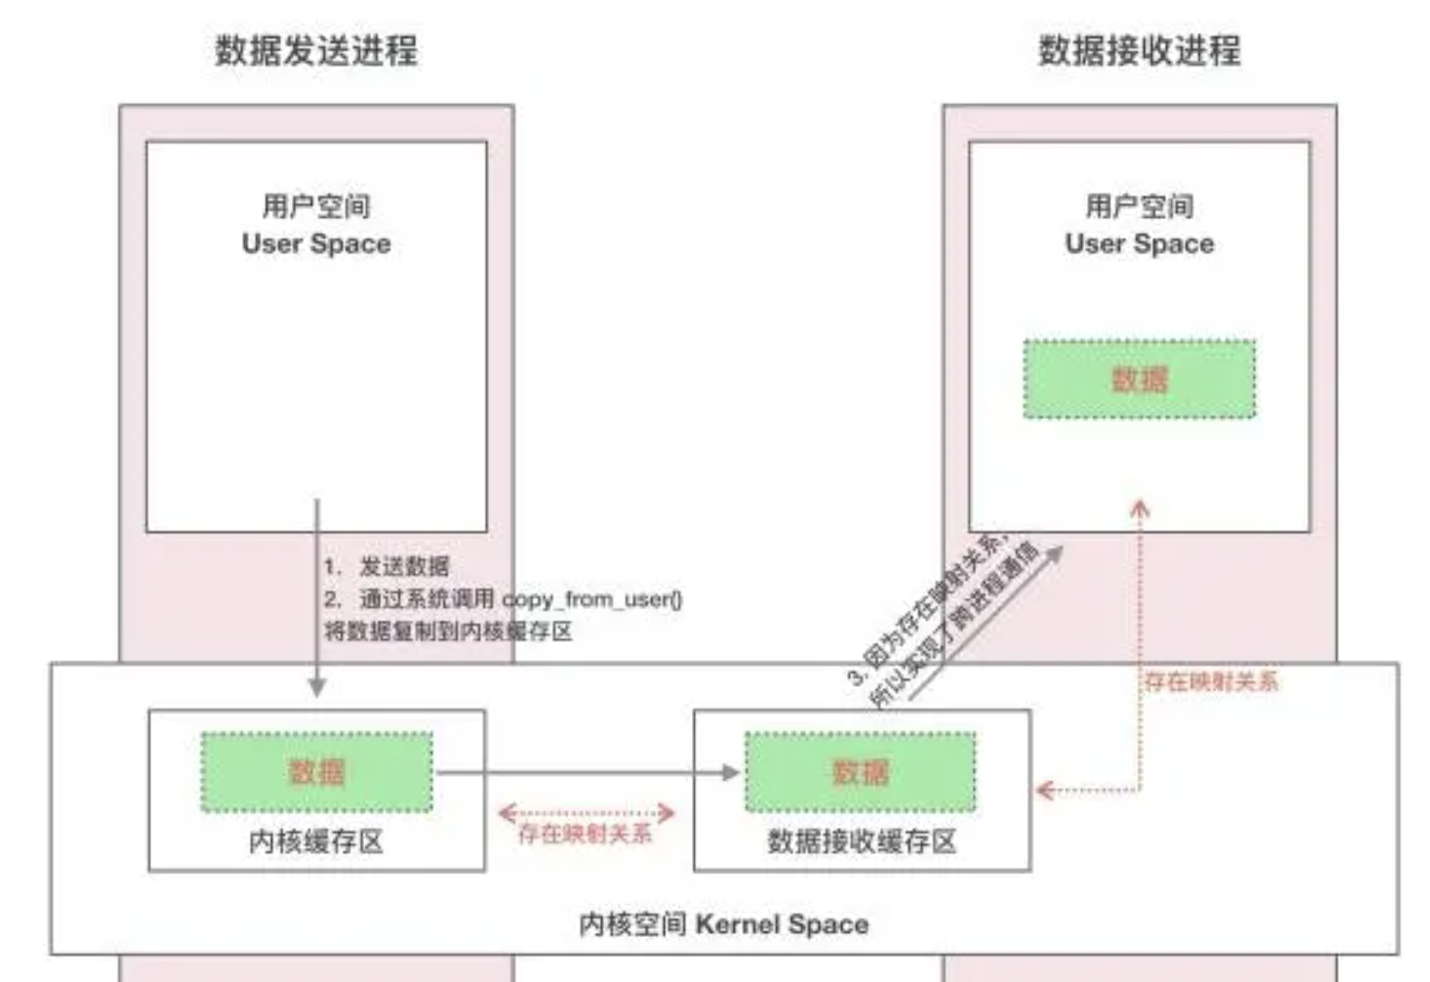 数据发送进程
数据接收进程
用户空间
User Space
用户空间
User Space
数据
1. 发送数据
2. 通过系统调用 copy_from_user()
将数据复制到内核缓存区
3. 因为存在映射关系，
所以实现了跨进程通信
存在映射关系
数据
内核缓存区
存在映射关系
数据
数据接收缓存区
内核空间 Kernel Space